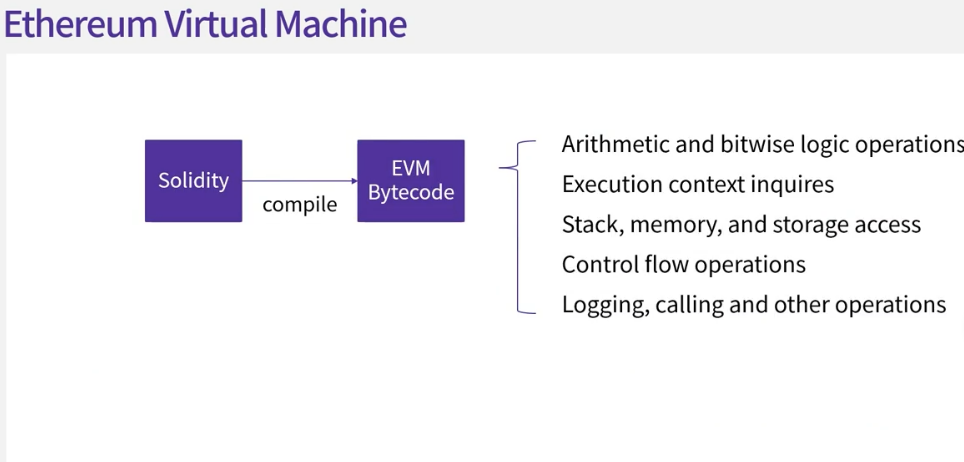 Ethereum Virtual Machine
Solidity
compile
EVM
Bytecode
Arithmetic and bitwise logic operations
Execution context inquires
Stack, memory, and storage access
Control flow operations
Logging, calling and other operations